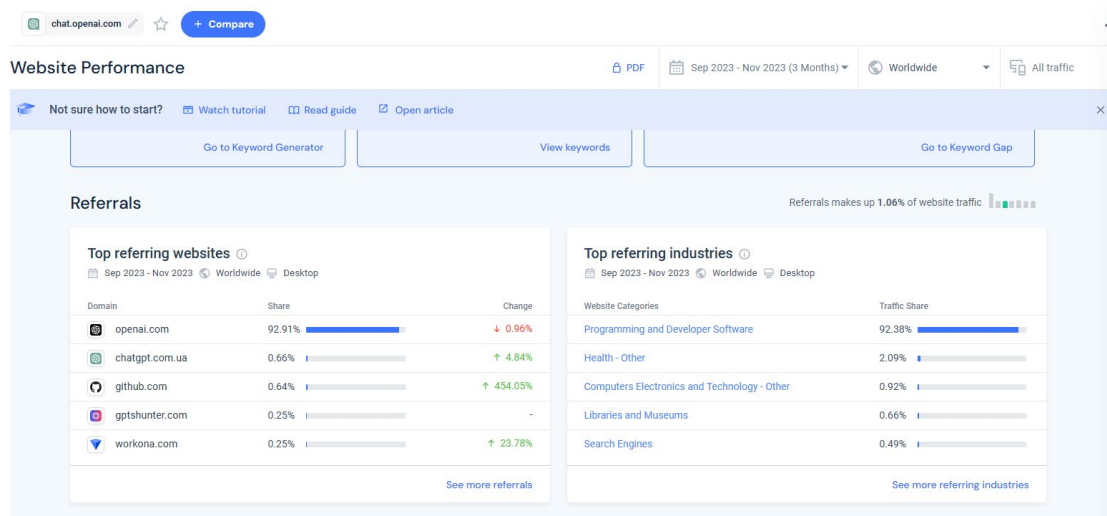 chat.openai.com
+ Compare
Website Performance
PDF
Sep 2023 - Nov 2023 (3 Months)
Worldwide
All traffic
Not sure how to start?
Watch tutorial
Read guide
Open article
Go to Keyword Generator
View keywords
Go to Keyword Gap
Referrals
Referrals makes up 1.06% of website traffic
Top referring websites
Sep 2023 - Nov 2023 Worldwide Desktop
Domain Share Change
openai.com 92.91% ↓ 0.96%
chatgpt.com.ua 0.66% ↑ 4.84%
github.com 0.64% ↑ 454.05%
gptshunter.com 0.25% -
workona.com 0.25% ↑ 23.78%
See more referrals
Top referring industries
Sep 2023 - Nov 2023 Worldwide Desktop
Website Categories Traffic Share
Programming and Developer Software 92.38%
Health - Other 2.09%
Computers Electronics and Technology - Other 0.92%
Libraries and Museums 0.66%
Search Engines 0.49%
See more referring industries